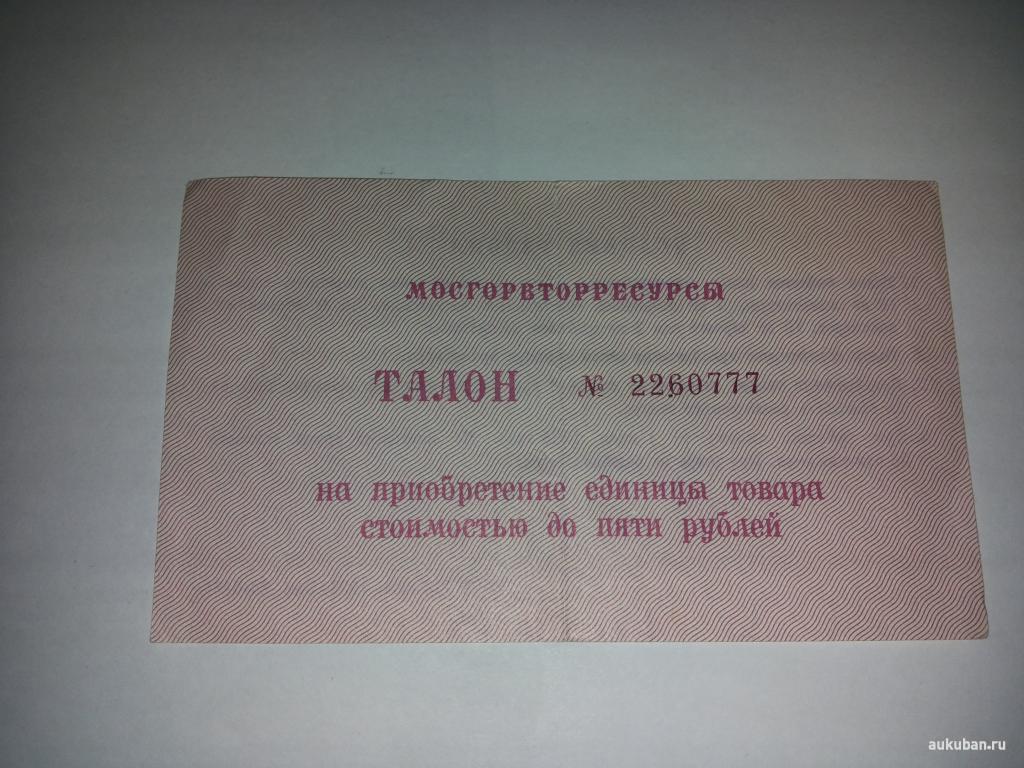 МОСГОРВТОРРЕСУРСЫ
ТАЛОН № 2260777
на приобретение единицы товара
стоимостью до пяти рублей
aukuban.ru